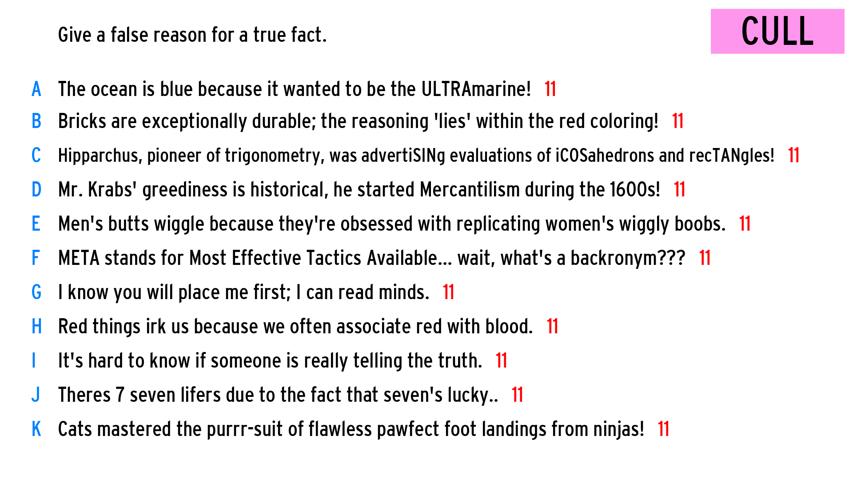 Give a false reason for a true fact.
CULL
A The ocean is blue because it wanted to be the ULTRAmarine! 11
B Bricks are exceptionally durable; the reasoning 'lies' within the red coloring! 11
C Hipparchus, pioneer of trigonometry, was advertiSINg evaluations of iCOSahedrons and recTANgles! 11
D Mr. Krabs' greediness is historical, he started Mercantilism during the 1600s! 11
E Men's butts wiggle because they're obsessed with replicating women's wiggly boobs. 11
F META stands for Most Effective Tactics Available... wait, what's a backronym??? 11
G I know you will place me first; I can read minds. 11
H Red things irk us because we often associate red with blood. 11
I It's hard to know if someone is really telling the truth. 11
J Theres 7 seven lifers due to the fact that seven's lucky.. 11
K Cats mastered the purrr-suit of flawless pawfect foot landings from ninjas! 11